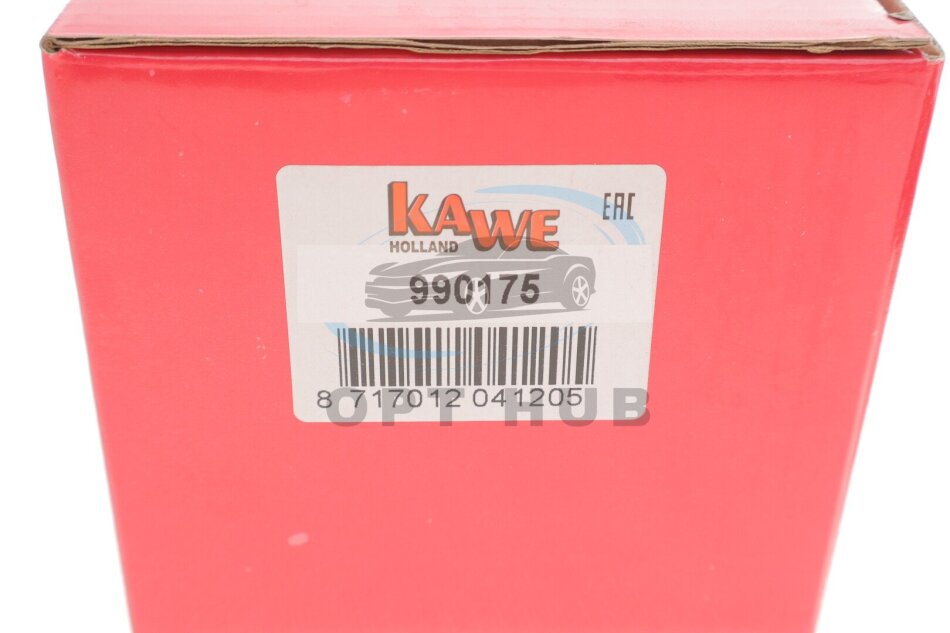 KAWE
HOLLAND
EAC
990175
8 717012 041205
OPT HUB